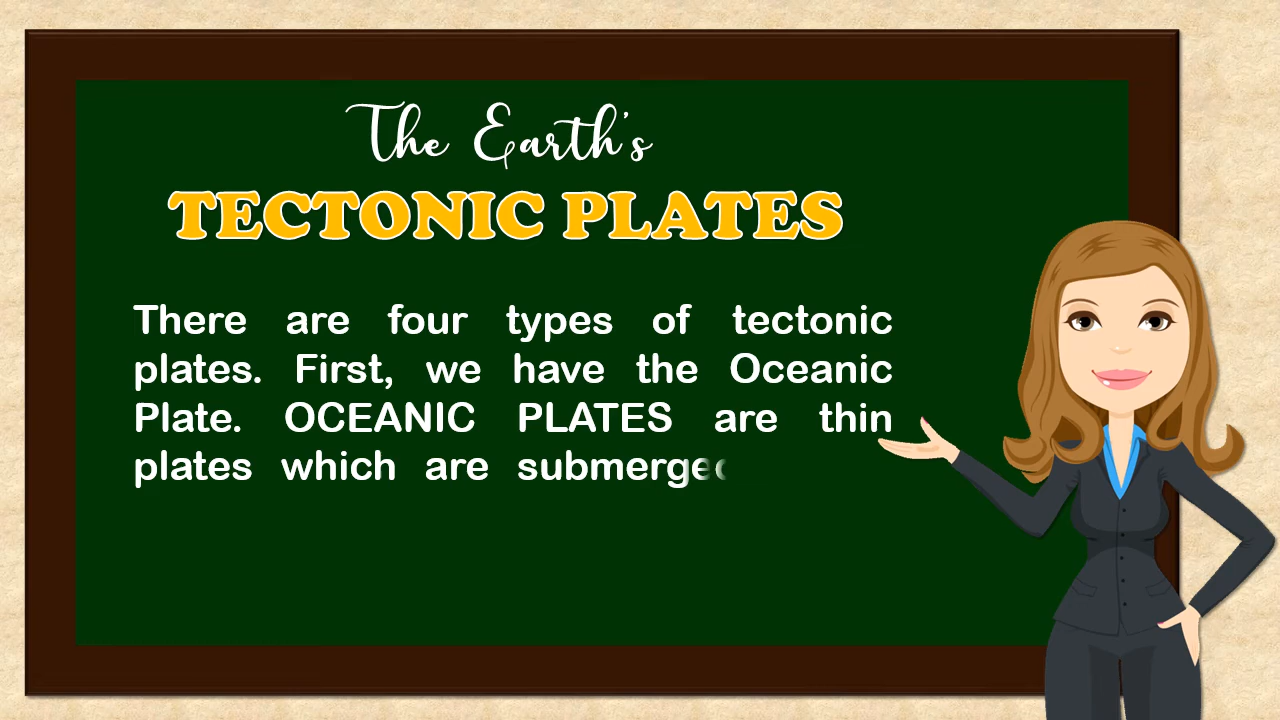 The Earth's
TECTONIC PLATES
There are four types of tectonic
plates. First, we have the Oceanic
Plate. OCEANIC PLATES are thin
plates which are